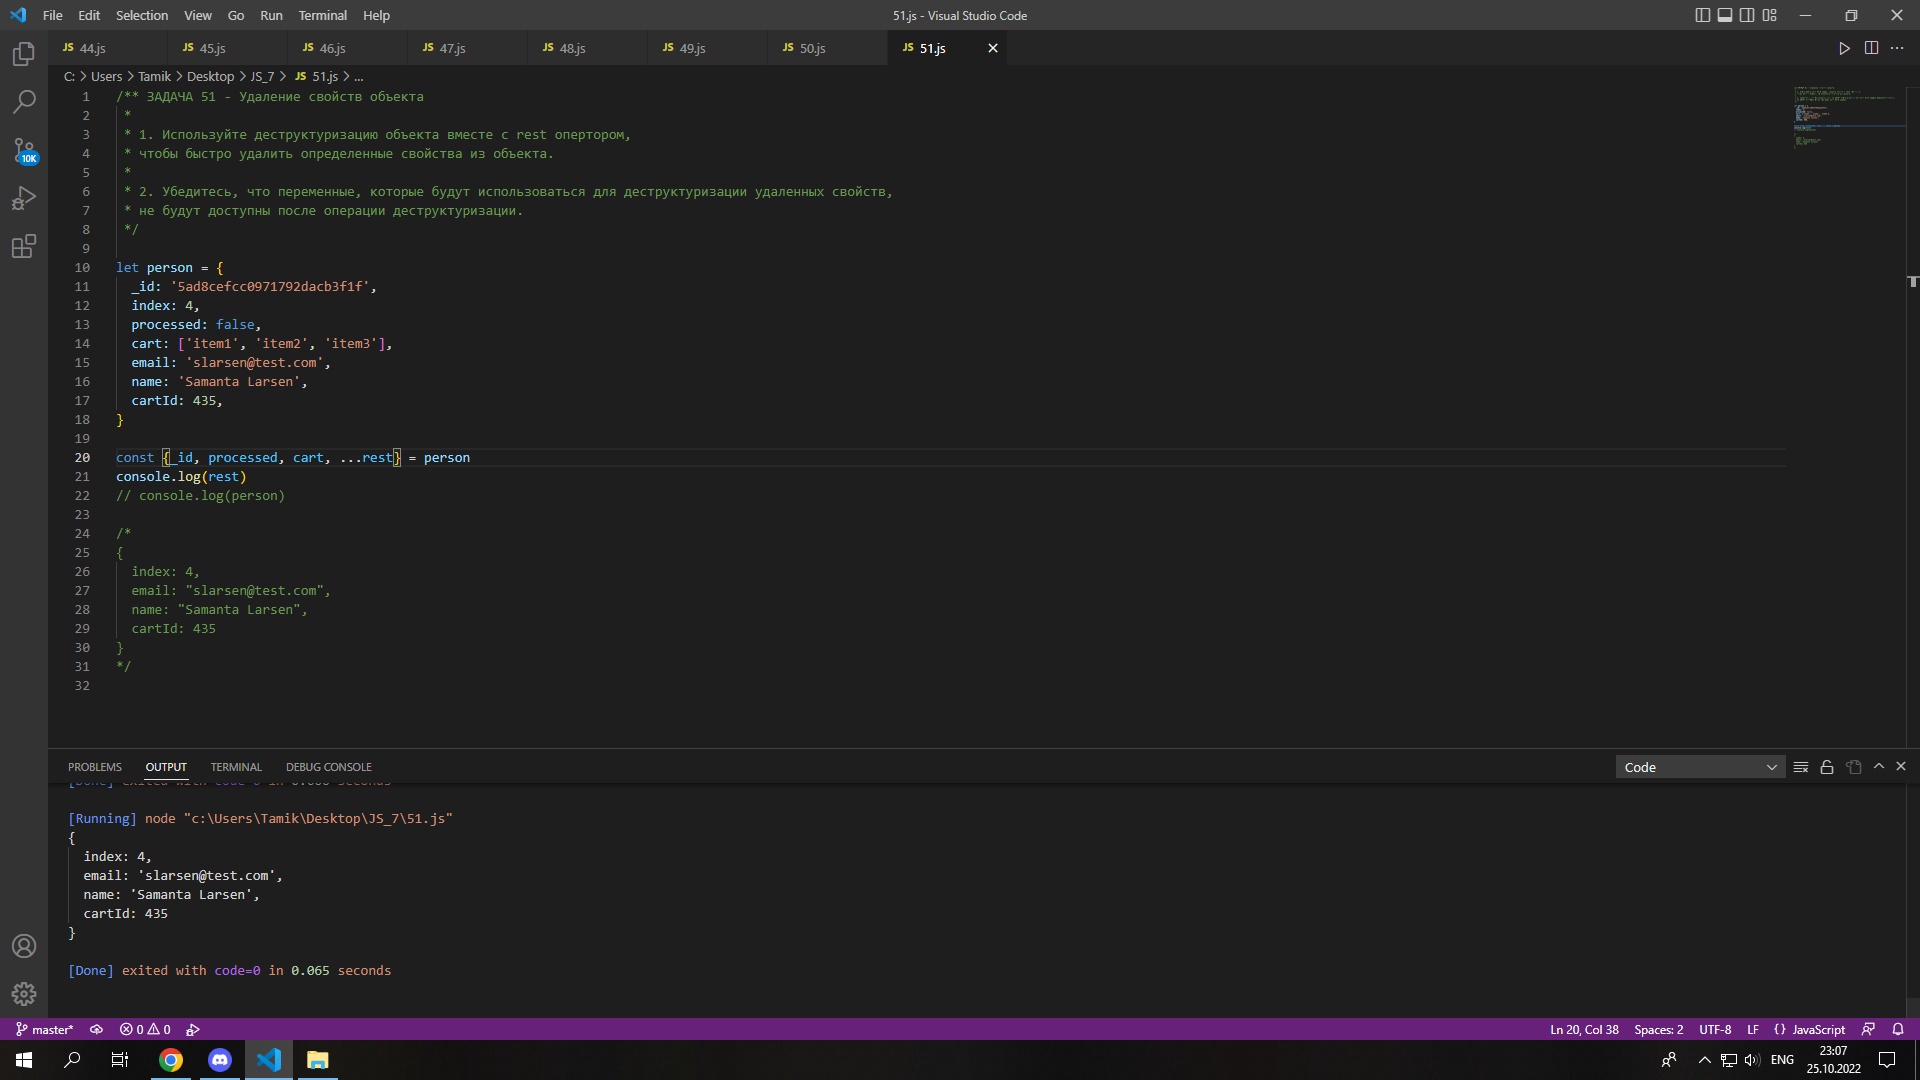 File Edit Selection View Go Run Terminal Help
51.js - Visual Studio Code
JS 44.js JS 45.js JS 46.js JS 47.js JS 48.js JS 49.js JS 50.js JS 51.js
C: > Users > Tamik > Desktop > JS_7 > JS 51.js > ...
1 /** ЗАДАЧА 51 - Удаление свойств объекта
2 *
3 * 1. Используйте деструктуризацию объекта вместе с rest опертором,
4 * чтобы быстро удалить определенные свойства из объекта.
5 *
6 * 2. Убедитесь, что переменные, которые будут использоваться для деструктуризации удаленных свойств,
7 * не будут доступны после операции деструктуризации.
8 */
9
10 let person = {
11 _id: '5ad8cefcc0971792dacb3f1f',
12 index: 4,
13 processed: false,
14 cart: ['item1', 'item2', 'item3'],
15 email: 'slarsen@test.com',
16 name: 'Samanta Larsen',
17 cartId: 435,
18 }
19
20 const {_id, processed, cart, ...rest} = person
21 console.log(rest)
22 // console.log(person)
23
24 /*
25 {
26 index: 4,
27 email: "slarsen@test.com",
28 name: "Samanta Larsen",
29 cartId: 435
30 }
31 */
32
10K
PROBLEMS OUTPUT TERMINAL DEBUG CONSOLE
Code
[Running] node "c:\Users\Tamik\Desktop\JS_7\51.js"
{
index: 4,
email: 'slarsen@test.com',
name: 'Samanta Larsen',
cartId: 435
}
[Done] exited with code=0 in 0.065 seconds
master* 0 0
Ln 20, Col 38 Spaces: 2 UTF-8 LF {} JavaScript
ENG
23:07
25.10.2022